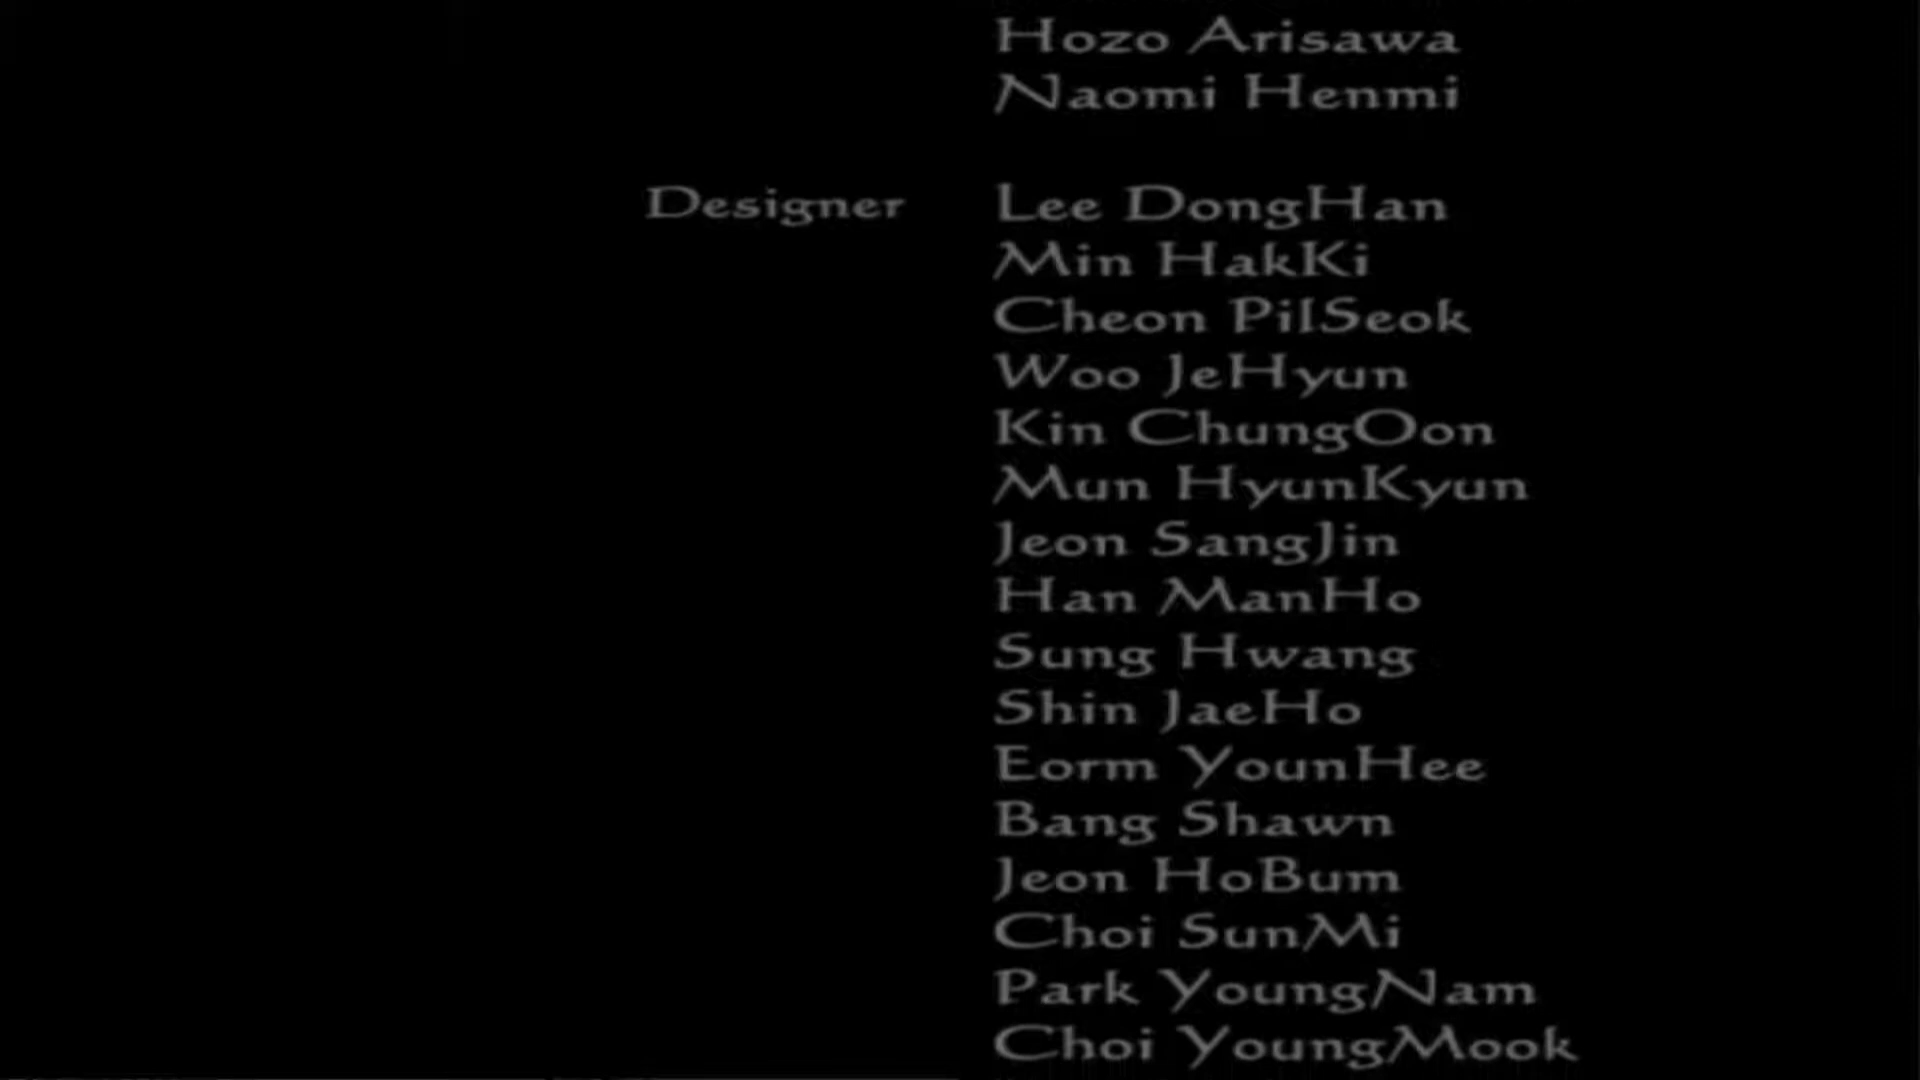 Hozo Arisawa
Naomi Henmi
Designer Lee DongHan
Min HakKi
Cheon PilSeok
Woo JeHyun
Kin ChungOon
Mun HyunKyun
Jeon SangJin
Han ManHo
Sung Hwang
Shin JaeHo
Eorm YounHee
Bang Shawn
Jeon HoBum
Choi SunMi
Park YoungNam
Choi YoungMook